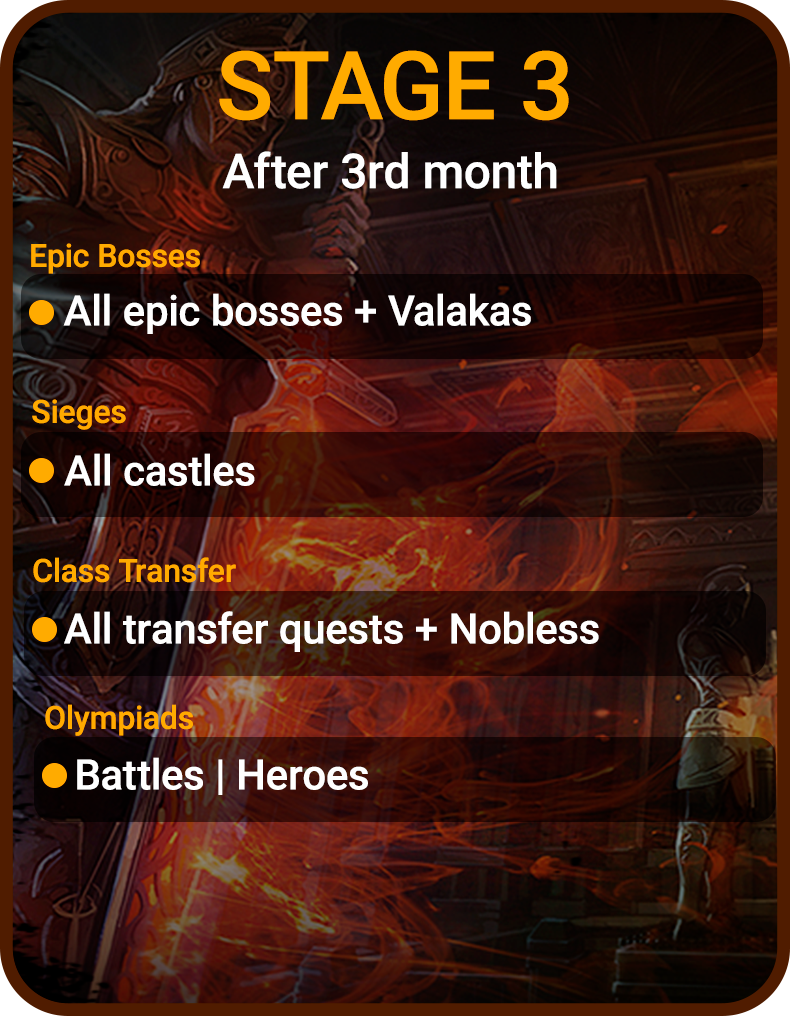 STAGE 3
After 3rd month
Epic Bosses
All epic bosses + Valakas
Sieges
All castles
Class Transfer
All transfer quests + Nobless
Olympiads
Battles | Heroes